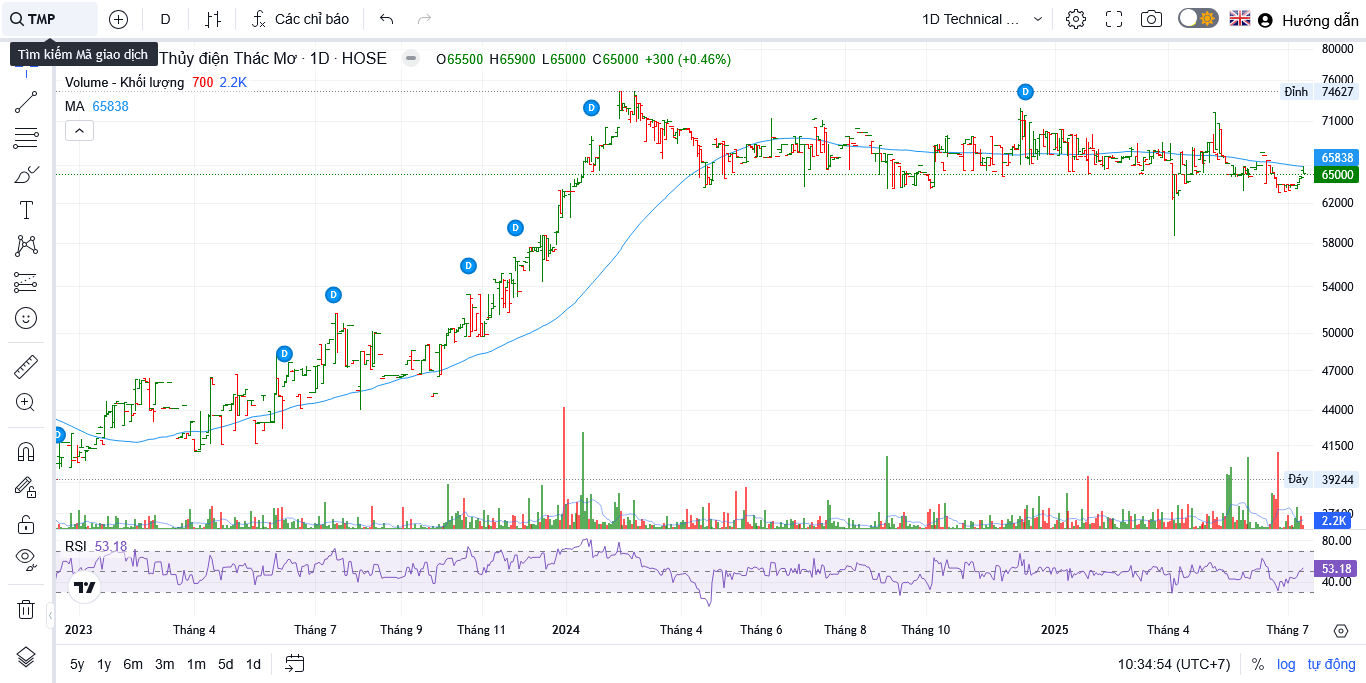 TMP
D
Các chỉ báo
1D Technical ...
Hướng dẫn
Tìm kiếm Mã giao dịch
Thủy điện Thác Mơ · 1D · HOSE
O65500 H65900 L65000 C65000 +300 (+0.46%)
Volume - Khối lượng 700 2.2K
MA 65838
80000
76000
Đỉnh 74627
71000
65838
65000
62000
58000
54000
50000
47000
44000
41500
Đáy 39244
2.2K
D
D
D
D
D
D
D
RSI 53.18
80.00
53.18
40.00
2023
Tháng 4
Tháng 7
Tháng 9
Tháng 11
2024
Tháng 4
Tháng 6
Tháng 8
Tháng 10
2025
Tháng 4
Tháng 7
5y 1y 6m 3m 1m 5d 1d
10:34:54 (UTC+7)
% log tự động